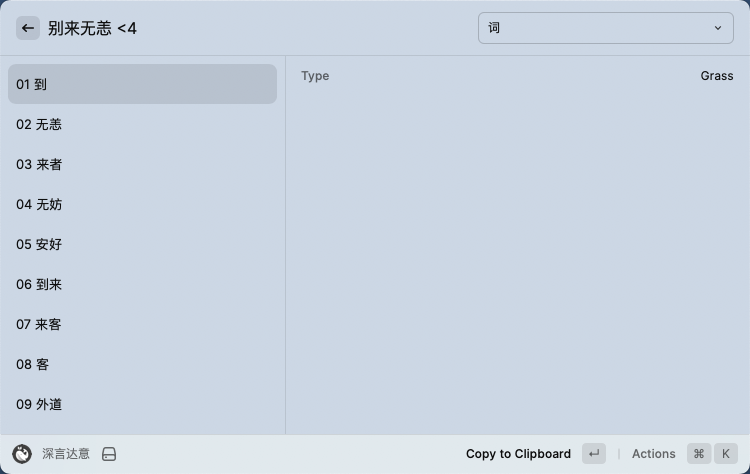 别来无恙 <4
词
01 到
02 无恙
03 来者
04 无妨
05 安好
06 到来
07 来客
08 客
09 外道
Type
Grass
深言达意
Copy to Clipboard
Actions
⌘ K